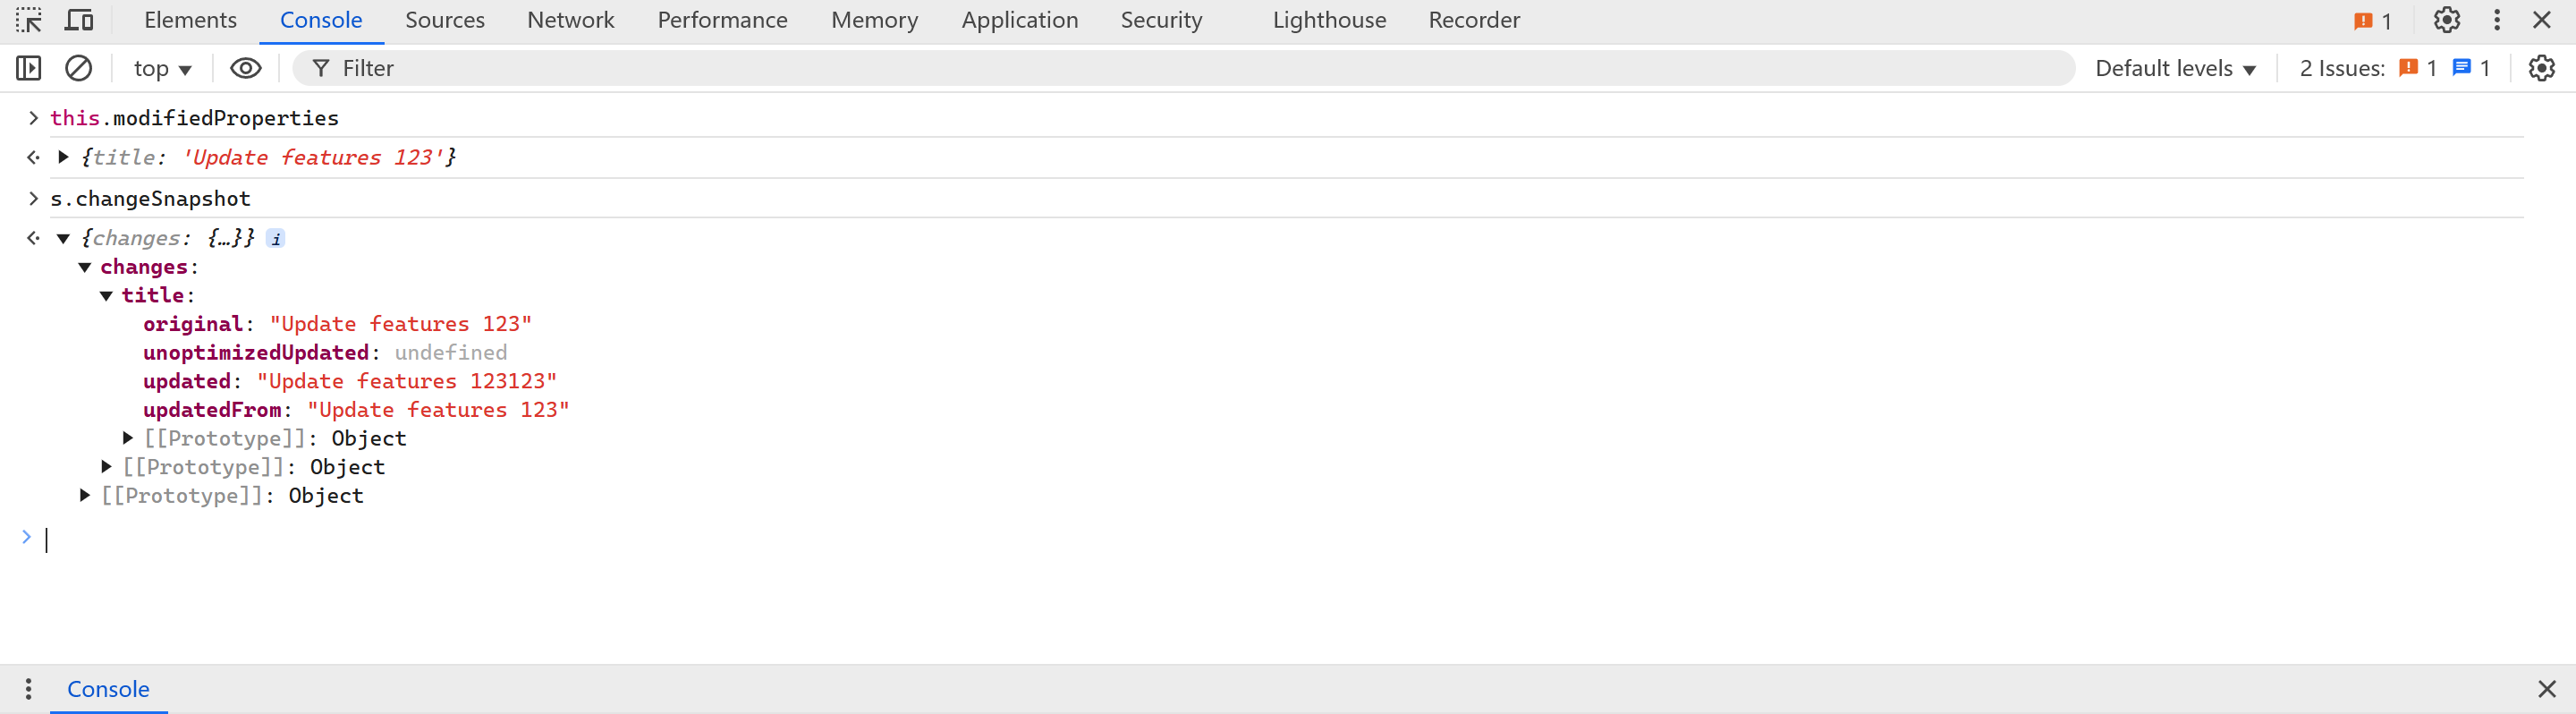 Elements Console Sources Network Performance Memory Application Security Lighthouse Recorder 1
top Filter Default levels 2 Issues: 1 1
this.modifiedProperties
{title: 'Update features 123'}
s.changeSnapshot
{changes: {…}} i
changes:
title:
original: "Update features 123"
unoptimizedUpdated: undefined
updated: "Update features 123123"
updatedFrom: "Update features 123"
[[Prototype]]: Object
[[Prototype]]: Object
[[Prototype]]: Object
Console